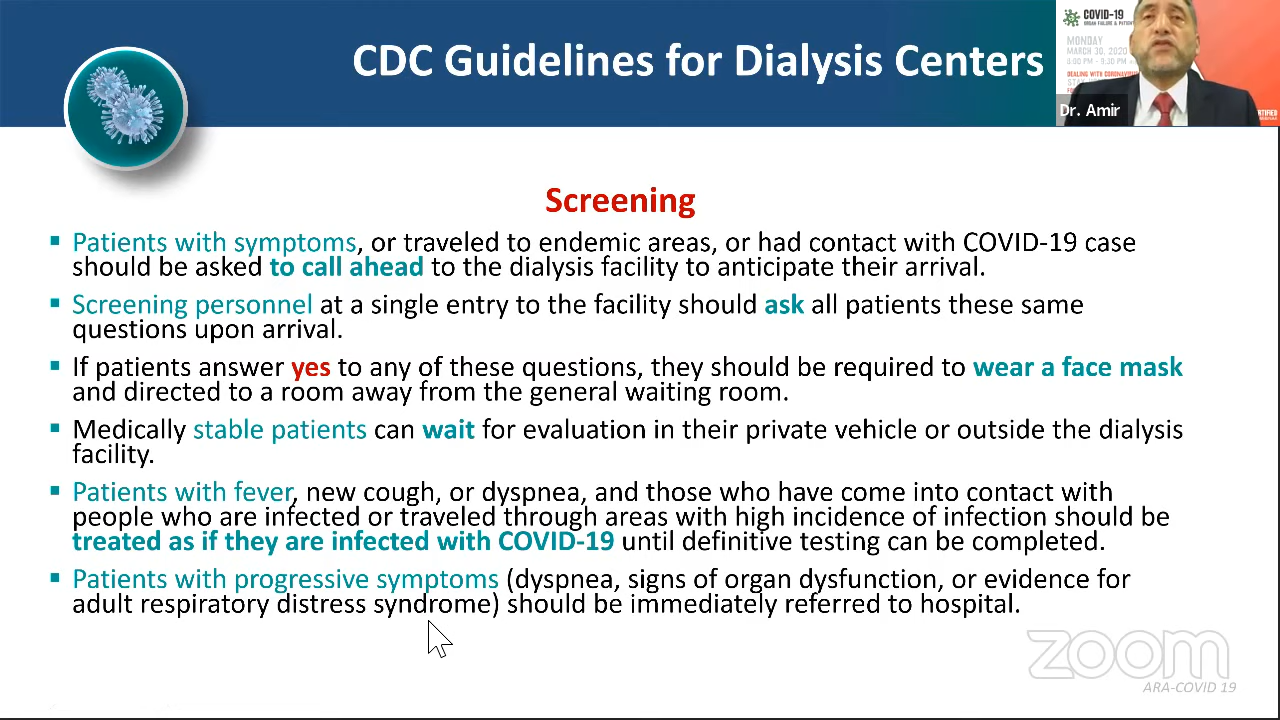 CDC Guidelines for Dialysis Centers
COVID-19
ORGAN FAILURE & PATIENT
MONDAY
MARCH 30, 2020
DEALING WITH CORONAVIRUS
Dr. Amir
Screening
▪ Patients with symptoms, or traveled to endemic areas, or had contact with COVID-19 case
should be asked to call ahead to the dialysis facility to anticipate their arrival.
▪ Screening personnel at a single entry to the facility should ask all patients these same
questions upon arrival.
▪ If patients answer yes to any of these questions, they should be required to wear a face mask
and directed to a room away from the general waiting room.
▪ Medically stable patients can wait for evaluation in their private vehicle or outside the dialysis
facility.
▪ Patients with fever, new cough, or dyspnea, and those who have come into contact with
people who are infected or traveled through areas with high incidence of infection should be
treated as if they are infected with COVID-19 until definitive testing can be completed.
▪ Patients with progressive symptoms (dyspnea, signs of organ dysfunction, or evidence for
adult respiratory distress syndrome) should be immediately referred to hospital.
zoom
ARA-COVID 19